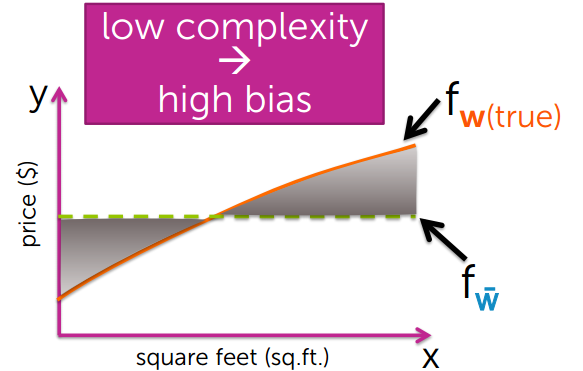 low complexity
→
high bias
y
f w(true)
price ($)
f w̄
square feet (sq.ft.)
x